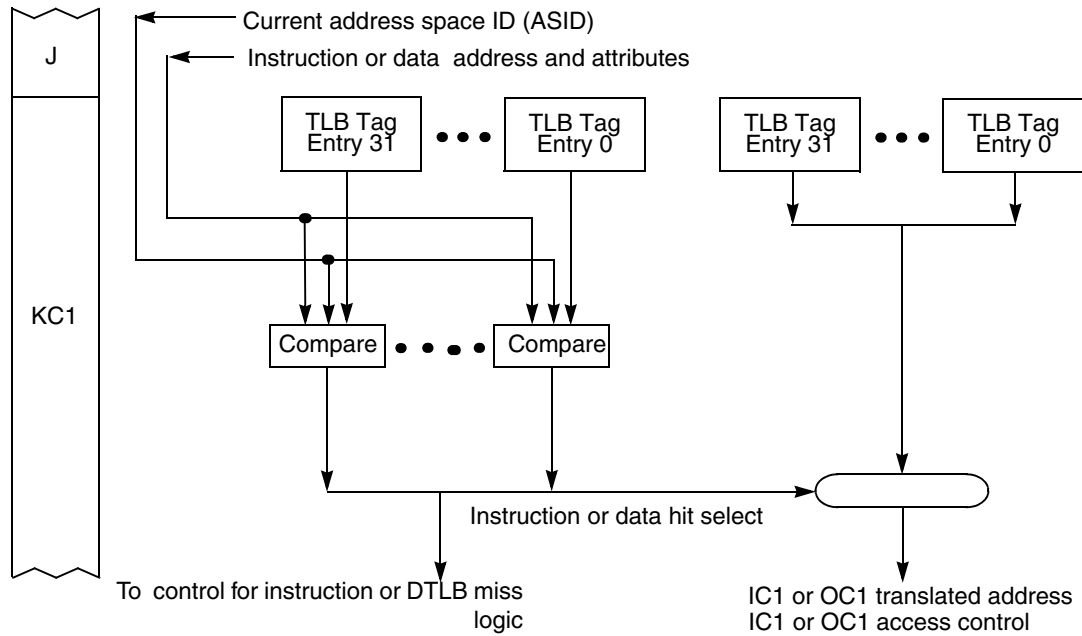 J
Current address space ID (ASID)
Instruction or data address and attributes
TLB Tag
Entry 31
TLB Tag
Entry 0
TLB Tag
Entry 31
TLB Tag
Entry 0
KC1
Compare
Compare
Instruction or data hit select
To control for instruction or DTLB miss
logic
IC1 or OC1 translated address
IC1 or OC1 access control